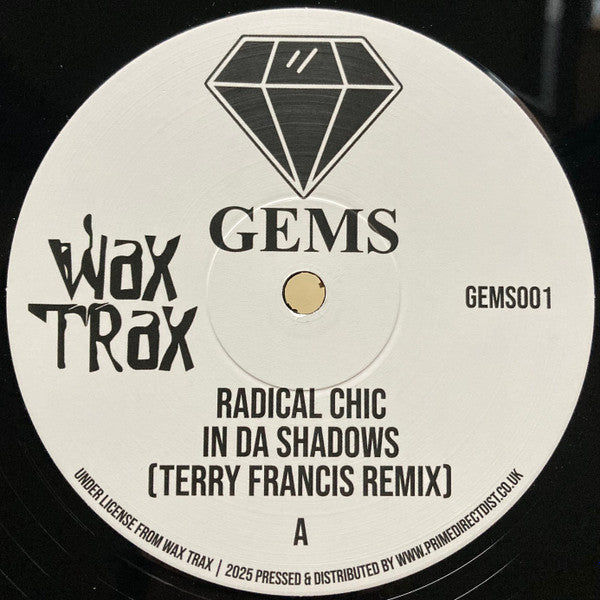 GEMS
WaX
TRaX
GEMS001
RADICAL CHIC
IN DA SHADOWS
(TERRY FRANCIS REMIX)
A
UNDER LICENSE FROM WAX TRAX | 2025 PRESSED & DISTRIBUTED BY WWW.PRIMEDIRECTDIST.CO.UK